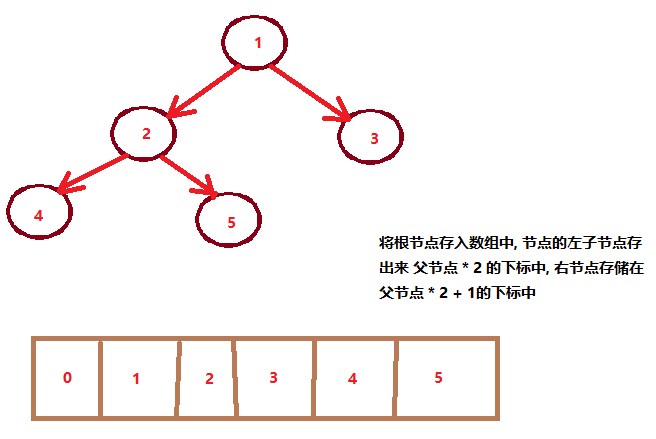 1
2
3
4
5
将根节点存入数组中, 节点的左子节点存
出来 父节点 * 2 的下标中, 右节点存储在
父节点 * 2 + 1的下标中
0 1 2 3 4 5